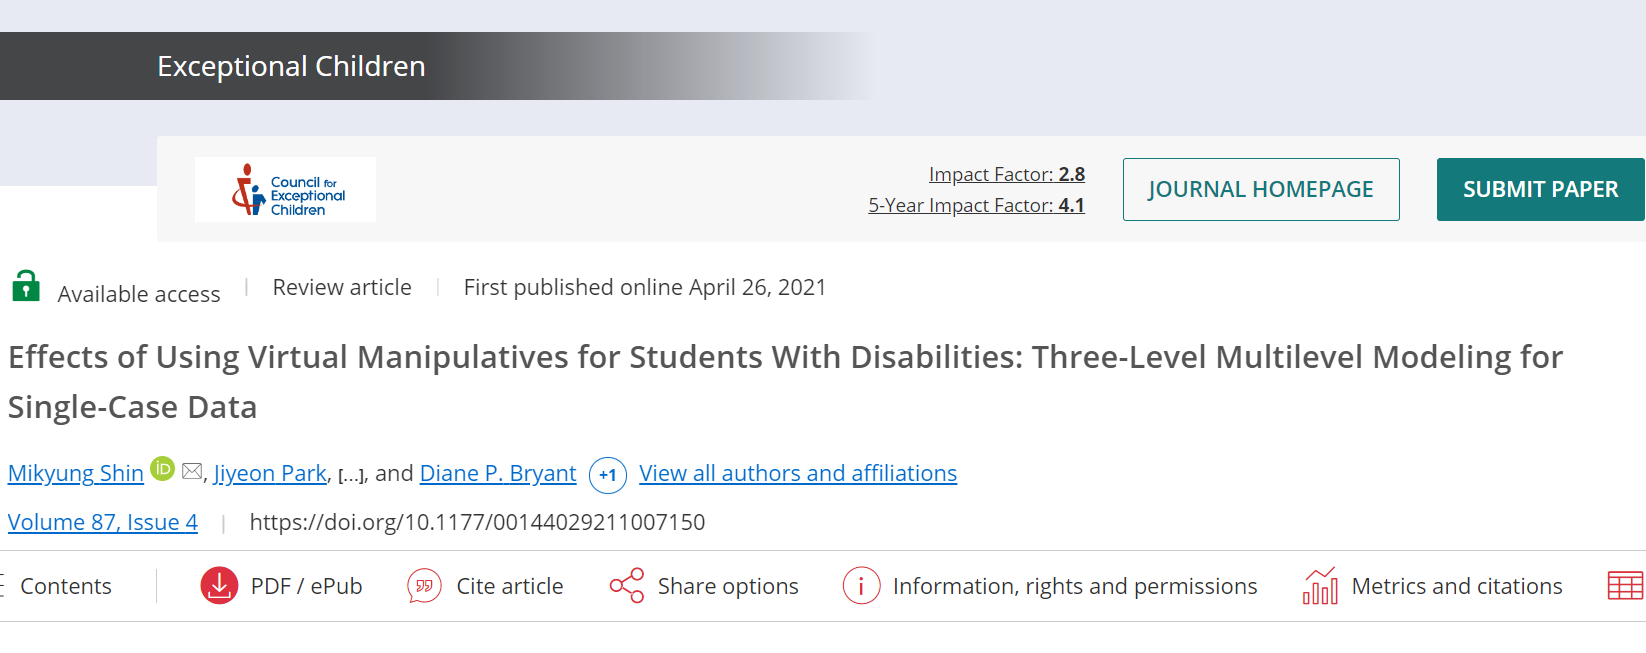 Exceptional Children
Council for
Exceptional
Children
Impact Factor: 2.8
5-Year Impact Factor: 4.1
JOURNAL HOMEPAGE
SUBMIT PAPER
Available access
Review article
First published online April 26, 2021
Effects of Using Virtual Manipulatives for Students With Disabilities: Three-Level Multilevel Modeling for
Single-Case Data
Mikyung Shin iD, Jiyeon Park, [...], and Diane P. Bryant +1 View all authors and affiliations
Volume 87, Issue 4 | https://doi.org/10.1177/00144029211007150
Contents
PDF / ePub
Cite article
Share options
Information, rights and permissions
Metrics and citations